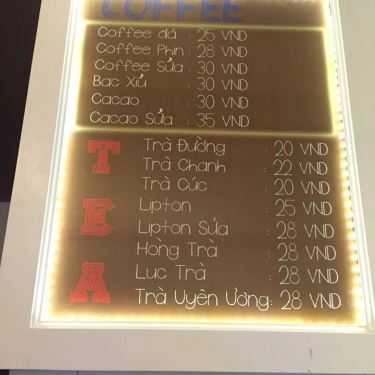 COFFEE
Coffee đá : 25 VND
Coffee Phin : 28 VND
Coffee Sữa : 30 VND
Bạc Xỉu : 30 VND
Cacao : 30 VND
Cacao Sữa : 35 VND
TEA
Trà Đường : 20 VND
Trà Chanh : 22 VND
Trà Cúc : 20 VND
Lipton : 25 VND
Lipton Sữa : 28 VND
Hồng Trà : 28 VND
Lục Trà : 28 VND
Trà Uyên Ương: 28 VND